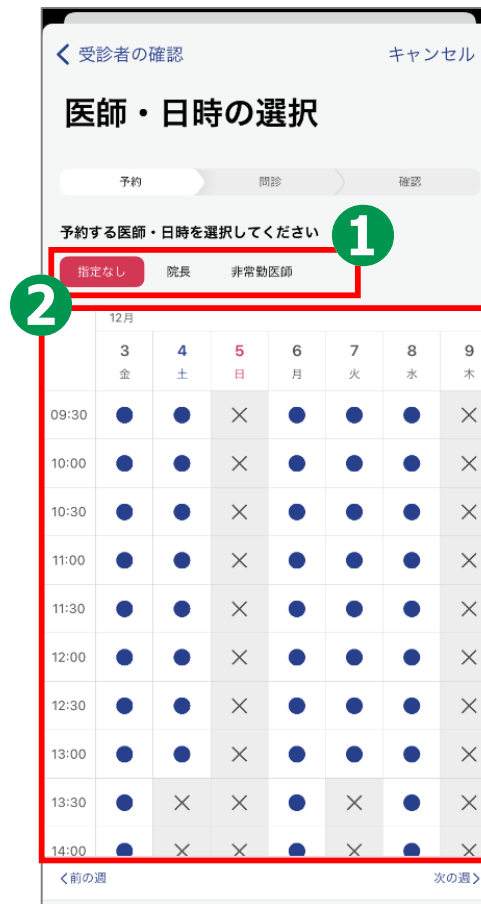 受診者の確認 キャンセル
医師・日時の選択
予約 問診 確認
予約する医師・日時を選択してください
1
指定なし 院長 非常勤医師
2
12月
3 4 5 6 7 8 9
金 土 日 月 火 水 木
09:30 ● ● × ● ● ● ×
10:00 ● ● × ● ● ● ×
10:30 ● ● × ● ● ● ×
11:00 ● ● × ● ● ● ×
11:30 ● ● × ● ● ● ×
12:00 ● ● × ● ● ● ×
12:30 ● ● × ● ● ● ×
13:00 ● ● × ● ● ● ×
13:30 ● × × ● × ● ×
14:00 ● × × ● × ● ×
<前の週 次の週>